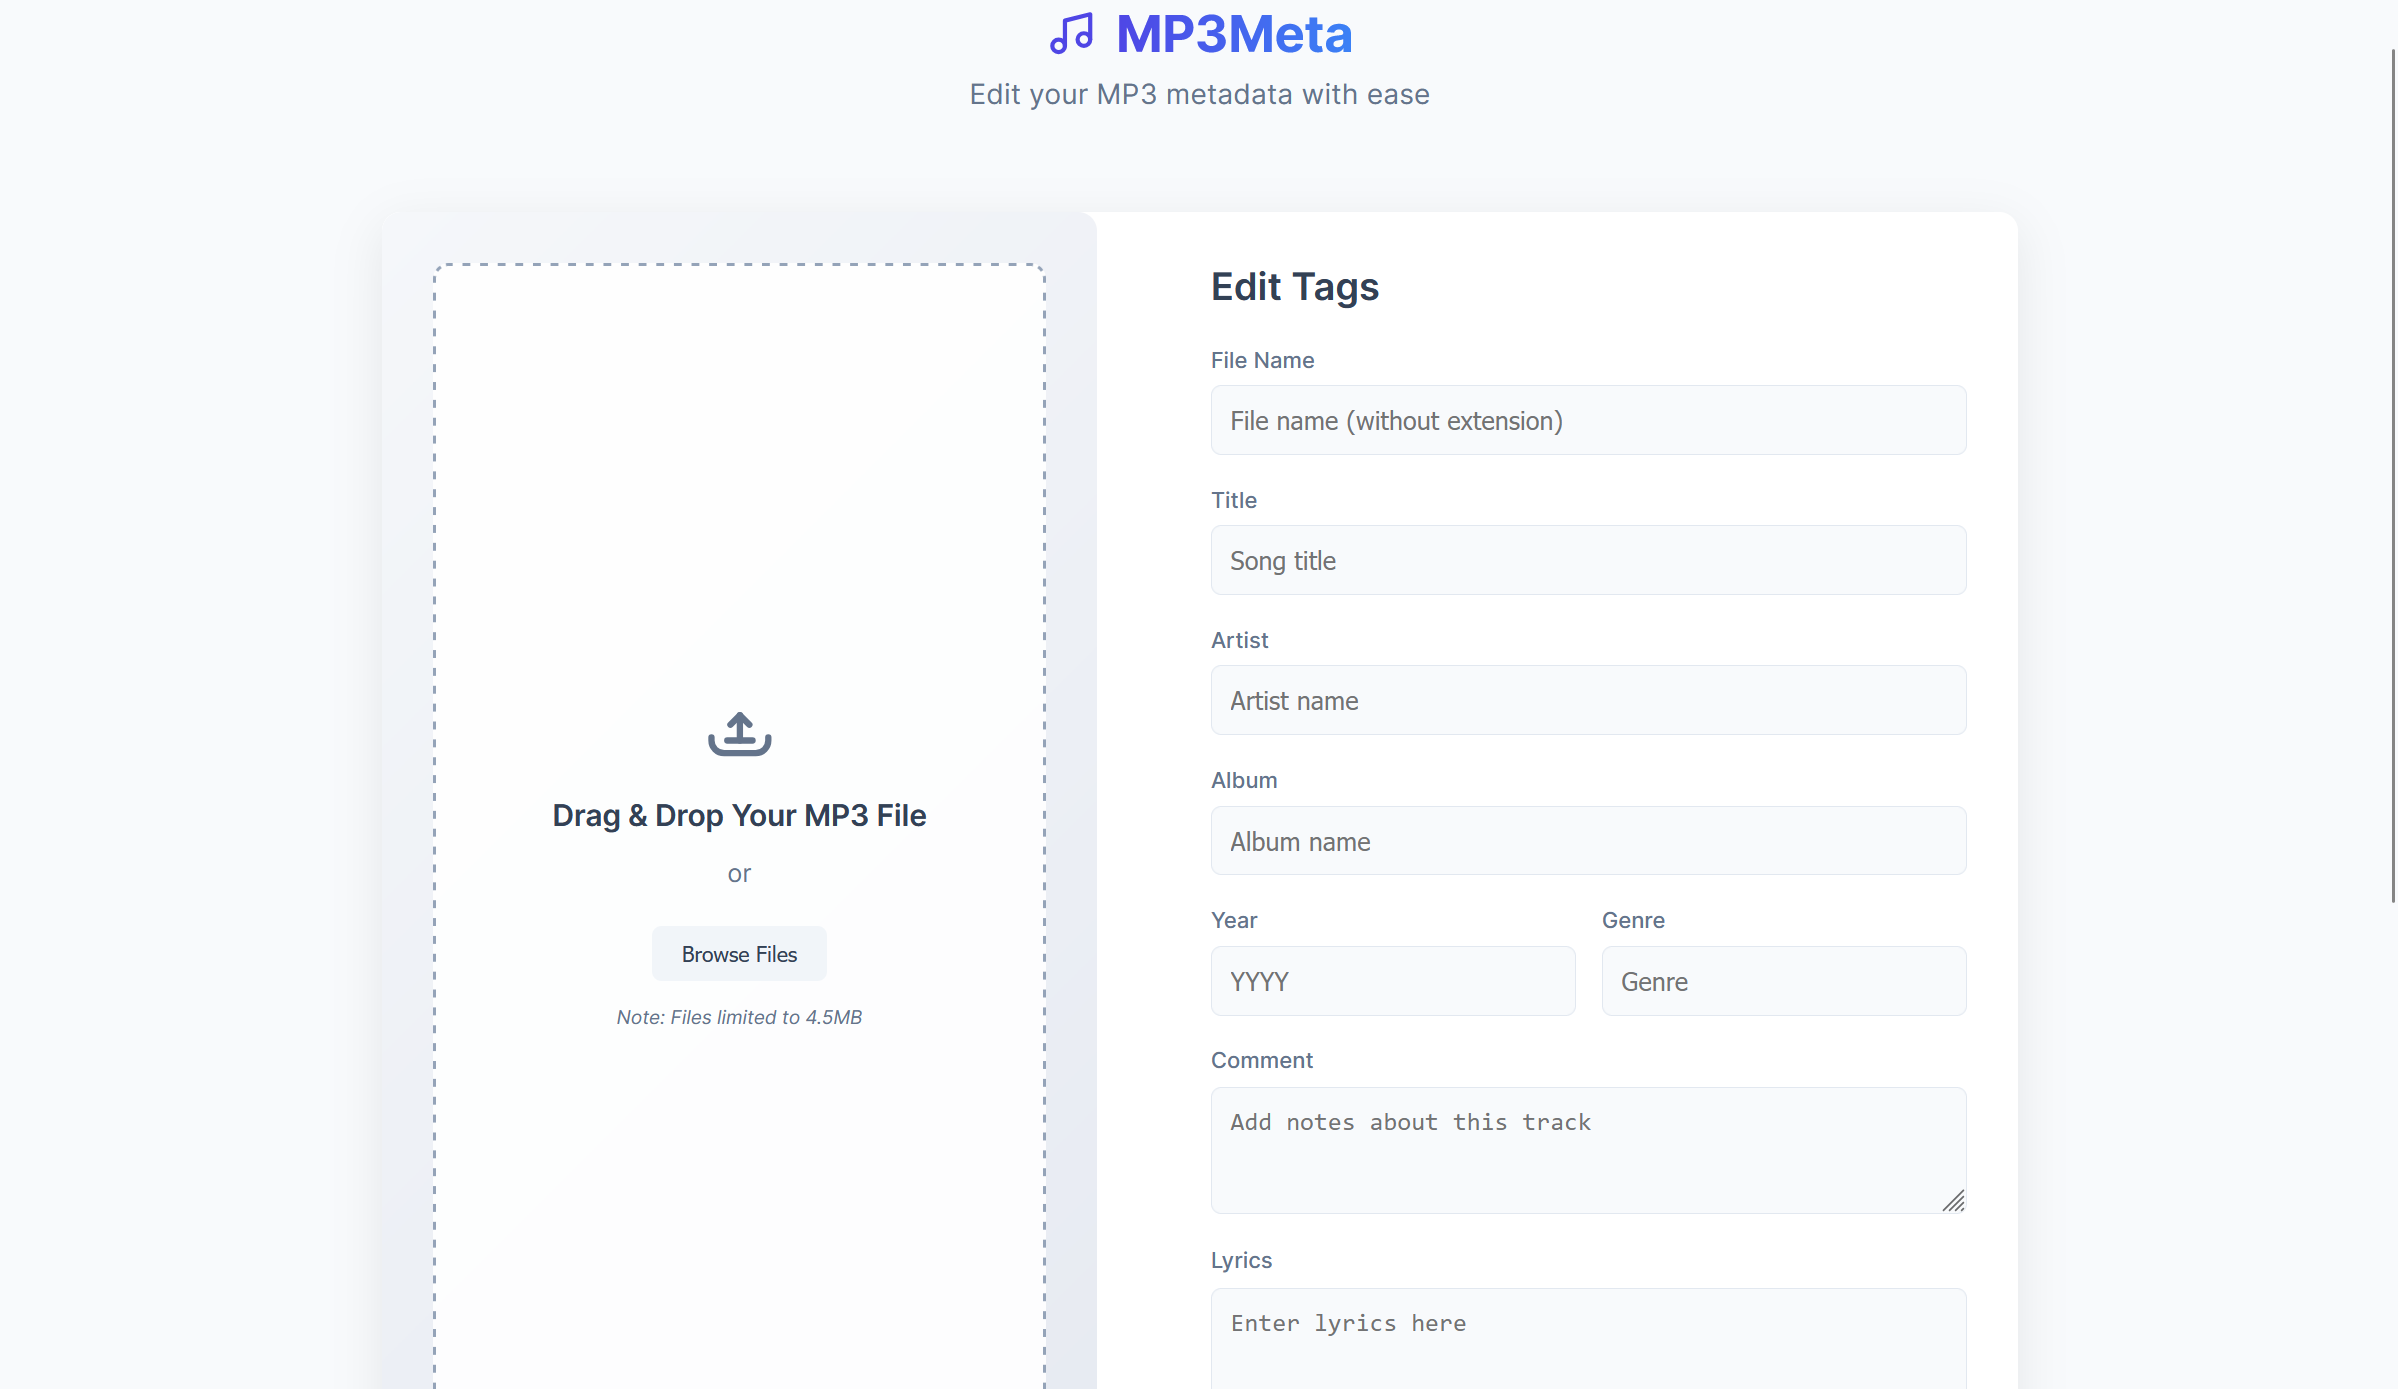 MP3Meta
Edit your MP3 metadata with ease
Drag & Drop Your MP3 File
or
Browse Files
Note: Files limited to 4.5MB
Edit Tags
File Name
File name (without extension)
Title
Song title
Artist
Artist name
Album
Album name
Year
YYYY
Genre
Genre
Comment
Add notes about this track
Lyrics
Enter lyrics here